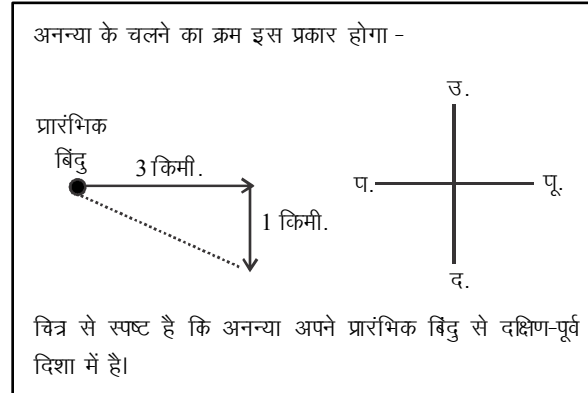 अनन्या के चलने का क्रम इस प्रकार होगा -
उ.
प्रारंभिक
बिंदु
3 किमी.
प.
पू.
1 किमी.
द.
चित्र से स्पष्ट है कि अनन्या अपने प्रारंभिक बिंदु से दक्षिण-पूर्व
दिशा में है।